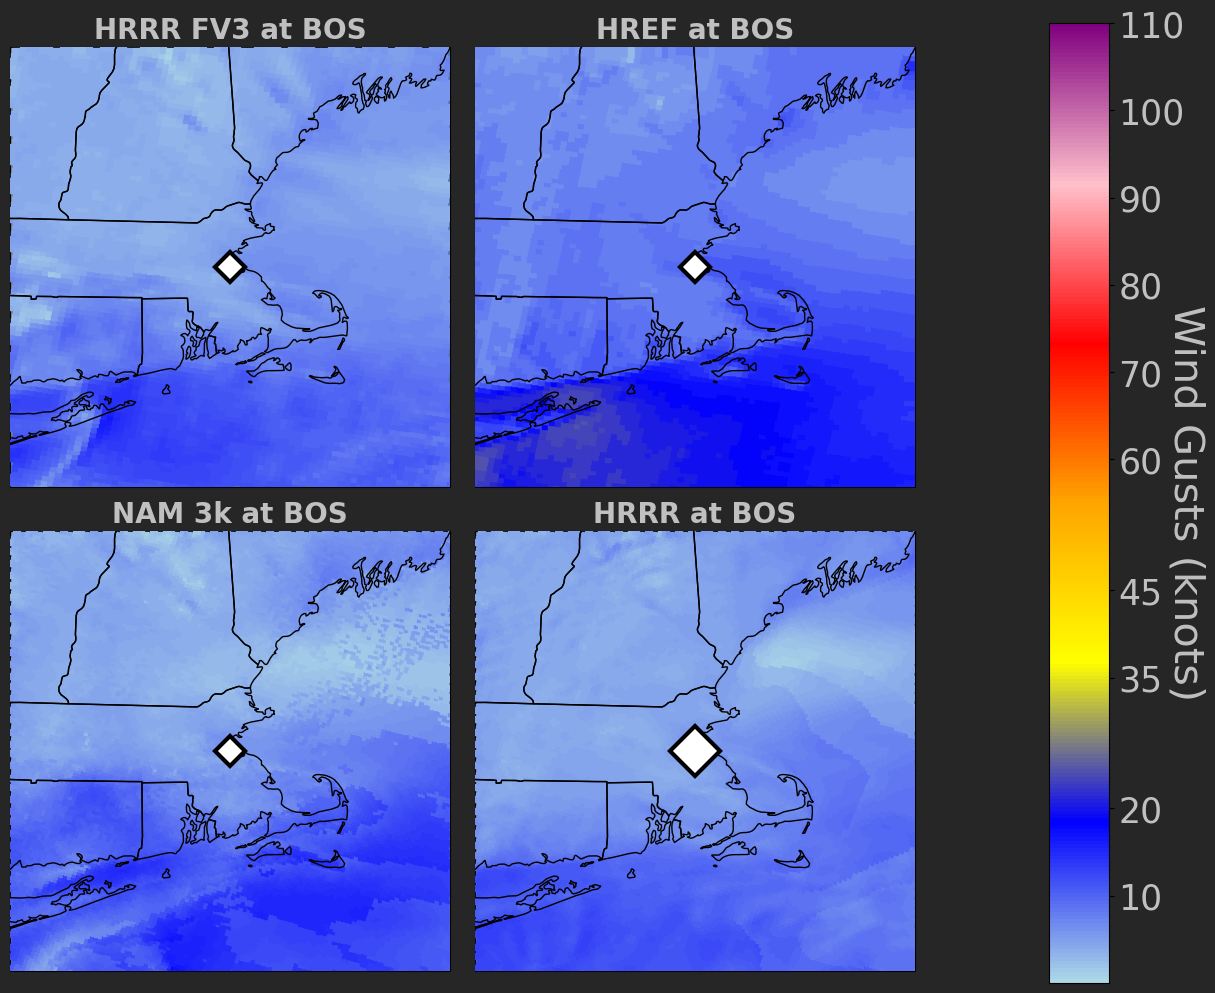 HRRR FV3 at BOS
HREF at BOS
NAM 3k at BOS
HRRR at BOS
110
100
90
80
70
60
45
35
20
10
Wind Gusts (knots)